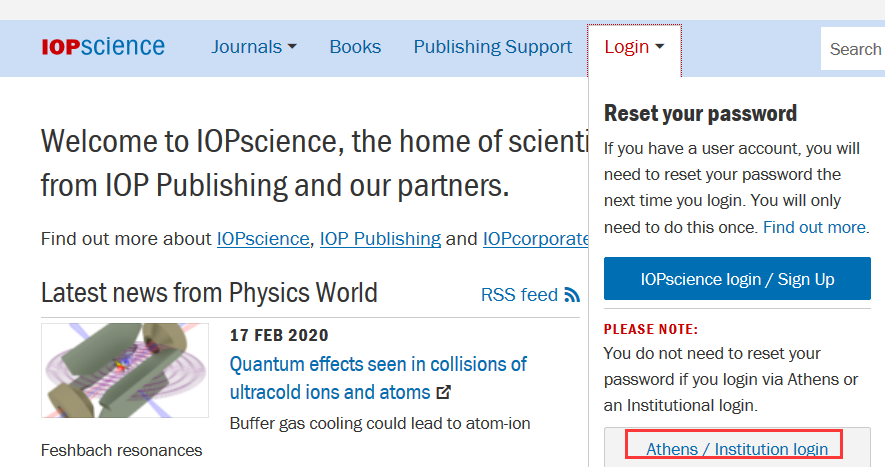 IOPscience Journals Books Publishing Support Login Search
Welcome to IOPscience, the home of scienti
from IOP Publishing and our partners.
Find out more about IOPscience, IOP Publishing and IOPcorporate
Latest news from Physics World
RSS feed
17 FEB 2020
Quantum effects seen in collisions of
ultracold ions and atoms
Buffer gas cooling could lead to atom-ion
Feshbach resonances
Reset your password
If you have a user account, you will
need to reset your password the
next time you login. You will only
need to do this once. Find out more.
IOPscience login / Sign Up
PLEASE NOTE:
You do not need to reset your
password if you login via Athens or
an Institutional login.
Athens / Institution login